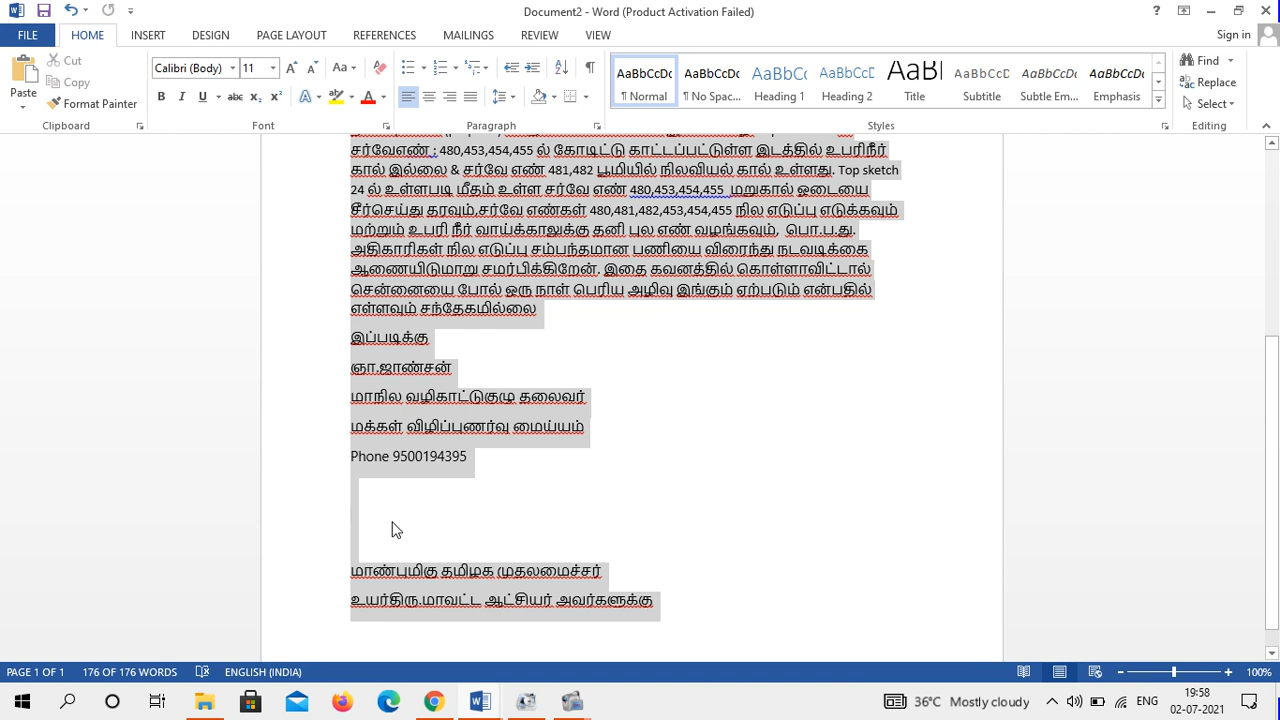 Document2 - Word (Product Activation Failed)
FILE HOME INSERT DESIGN PAGE LAYOUT REFERENCES MAILINGS REVIEW VIEW Sign in
Paste Cut Copy Format Painter Clipboard
Calibri (Body) 11 Font
Paragraph
AaBbCcDc AaBbCcDc AaBbCc AaBbCcC AaBl AaBbCcC AaBbCcDc AaBbCcDc
¶ Normal ¶ No Spac... Heading 1 Heading 2 Title Subtitle Subtle Em... Emphasis
Styles
Find Replace Select Editing
சர்வேஎண் : 480,453,454,455 ல் கோடிட்டு காட்டப்பட்டுள்ள இடத்தில் உபரிநீர்
கால் இல்லை & சர்வே எண் 481,482 பூமியில் நிலவியல் கால் உள்ளது. Top sketch
24 ல் உள்ளபடி மீதம் உள்ள சர்வே எண் 480,453,454,455 மறுகால் ஓடையை
சீர்செய்து தரவும்,சர்வே எண்கள் 480,481,482,453,454,455 நில எடுப்பு எடுக்கவும்
மற்றும் உபரி நீர் வாய்க்காலுக்கு தனி புல எண் வழங்கவும், பொ.ப.து.
அதிகாரிகள் நில எடுப்பு சம்பந்தமான பணியை விரைந்து நடவடிக்கை
ஆணையிடுமாறு சமர்பிக்கிறேன். இதை கவனத்தில் கொள்ளாவிட்டால்
சென்னையை போல் ஒரு நாள் பெரிய அழிவு இங்கும் ஏற்படும் என்பதில்
எள்ளவும் சந்தேகமில்லை
இப்படிக்கு
ஞா.ஜாண்சன்
மாநில வழிகாட்டுகுழு தலைவர்
மக்கள் விழிப்புணர்வு மைய்யம்
Phone 9500194395
மாண்புமிகு தமிழக முதலமைச்சர்
உயர்திரு.மாவட்ட ஆட்சியர் அவர்களுக்கு
PAGE 1 OF 1 176 OF 176 WORDS ENGLISH (INDIA) 100%
36°C Mostly cloudy ENG 19:58
02-07-2021